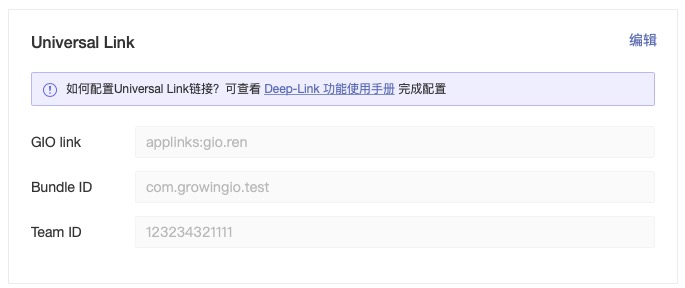 Universal Link
编辑
如何配置Universal Link链接？可查看 Deep-Link 功能使用手册 完成配置
GIO link
applinks:gio.ren
Bundle ID
com.growingio.test
Team ID
123234321111